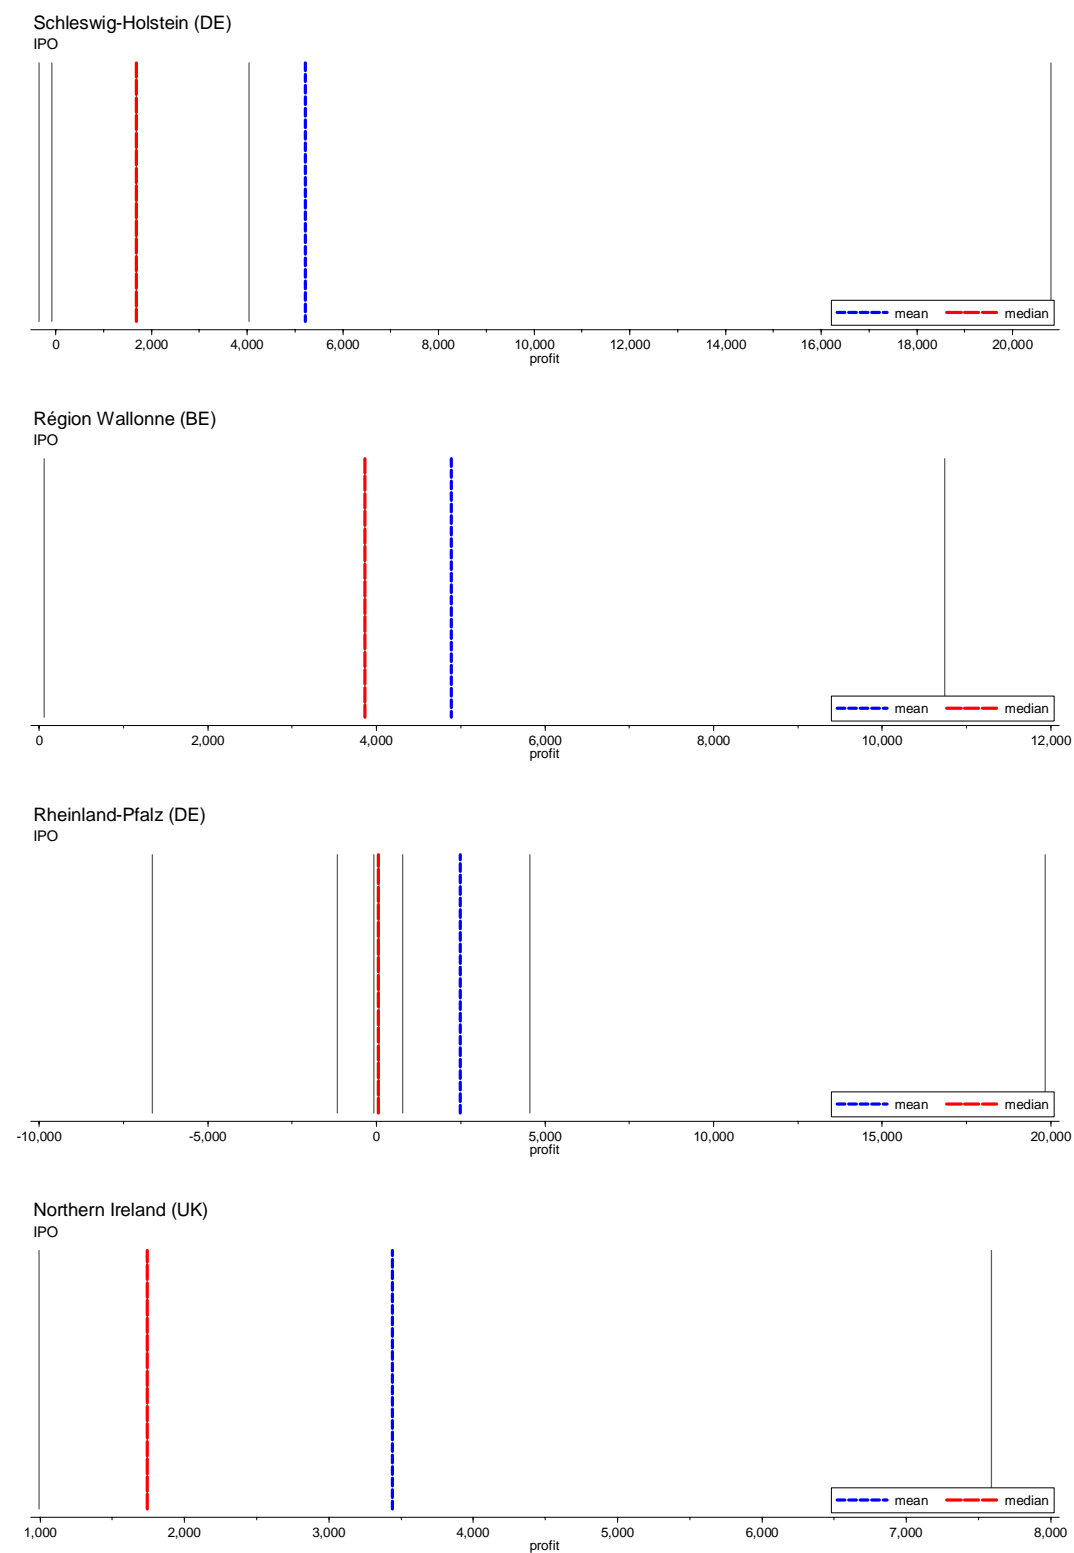 Schleswig-Holstein (DE)
IPO
mean median
0 2,000 4,000 6,000 8,000 10,000 12,000 14,000 16,000 18,000 20,000
profit
Région Wallonne (BE)
IPO
mean median
0 2,000 4,000 6,000 8,000 10,000 12,000
profit
Rheinland-Pfalz (DE)
IPO
mean median
-10,000 -5,000 0 5,000 10,000 15,000 20,000
profit
Northern Ireland (UK)
IPO
mean median
1,000 2,000 3,000 4,000 5,000 6,000 7,000 8,000
profit